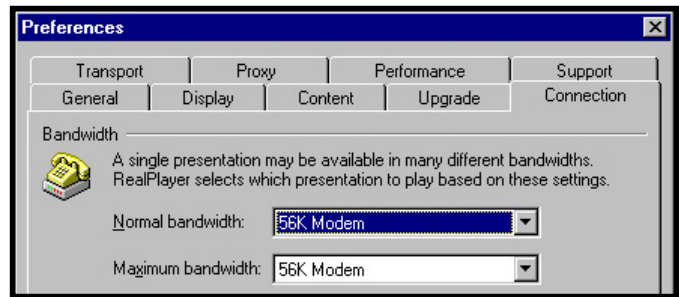 Preferences
Transport Proxy Performance Support
General Display Content Upgrade Connection
Bandwidth
A single presentation may be available in many different bandwidths.
RealPlayer selects which presentation to play based on these settings.
Normal bandwidth: 56K Modem
Maximum bandwidth: 56K Modem